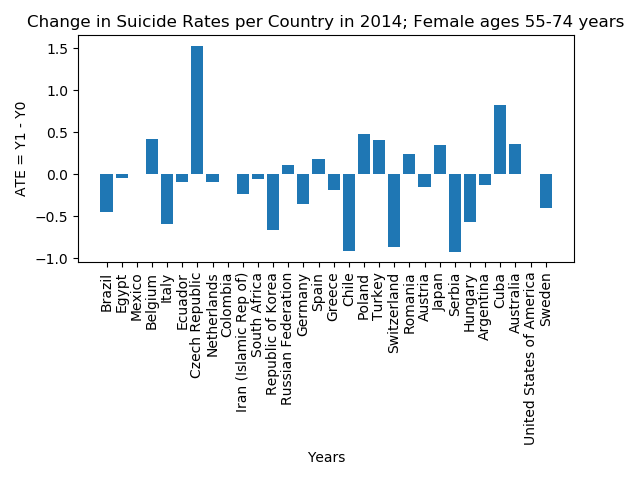 Change in Suicide Rates per Country in 2014; Female ages 55-74 years
ATE = Y1 - Y0
1.5
1.0
0.5
0.0
−0.5
−1.0
Brazil
Egypt
Mexico
Belgium
Italy
Ecuador
Czech Republic
Netherlands
Colombia
Iran (Islamic Rep of)
South Africa
Republic of Korea
Russian Federation
Germany
Spain
Greece
Chile
Poland
Turkey
Switzerland
Romania
Austria
Japan
Serbia
Hungary
Argentina
Cuba
Australia
United States of America
Sweden
Years